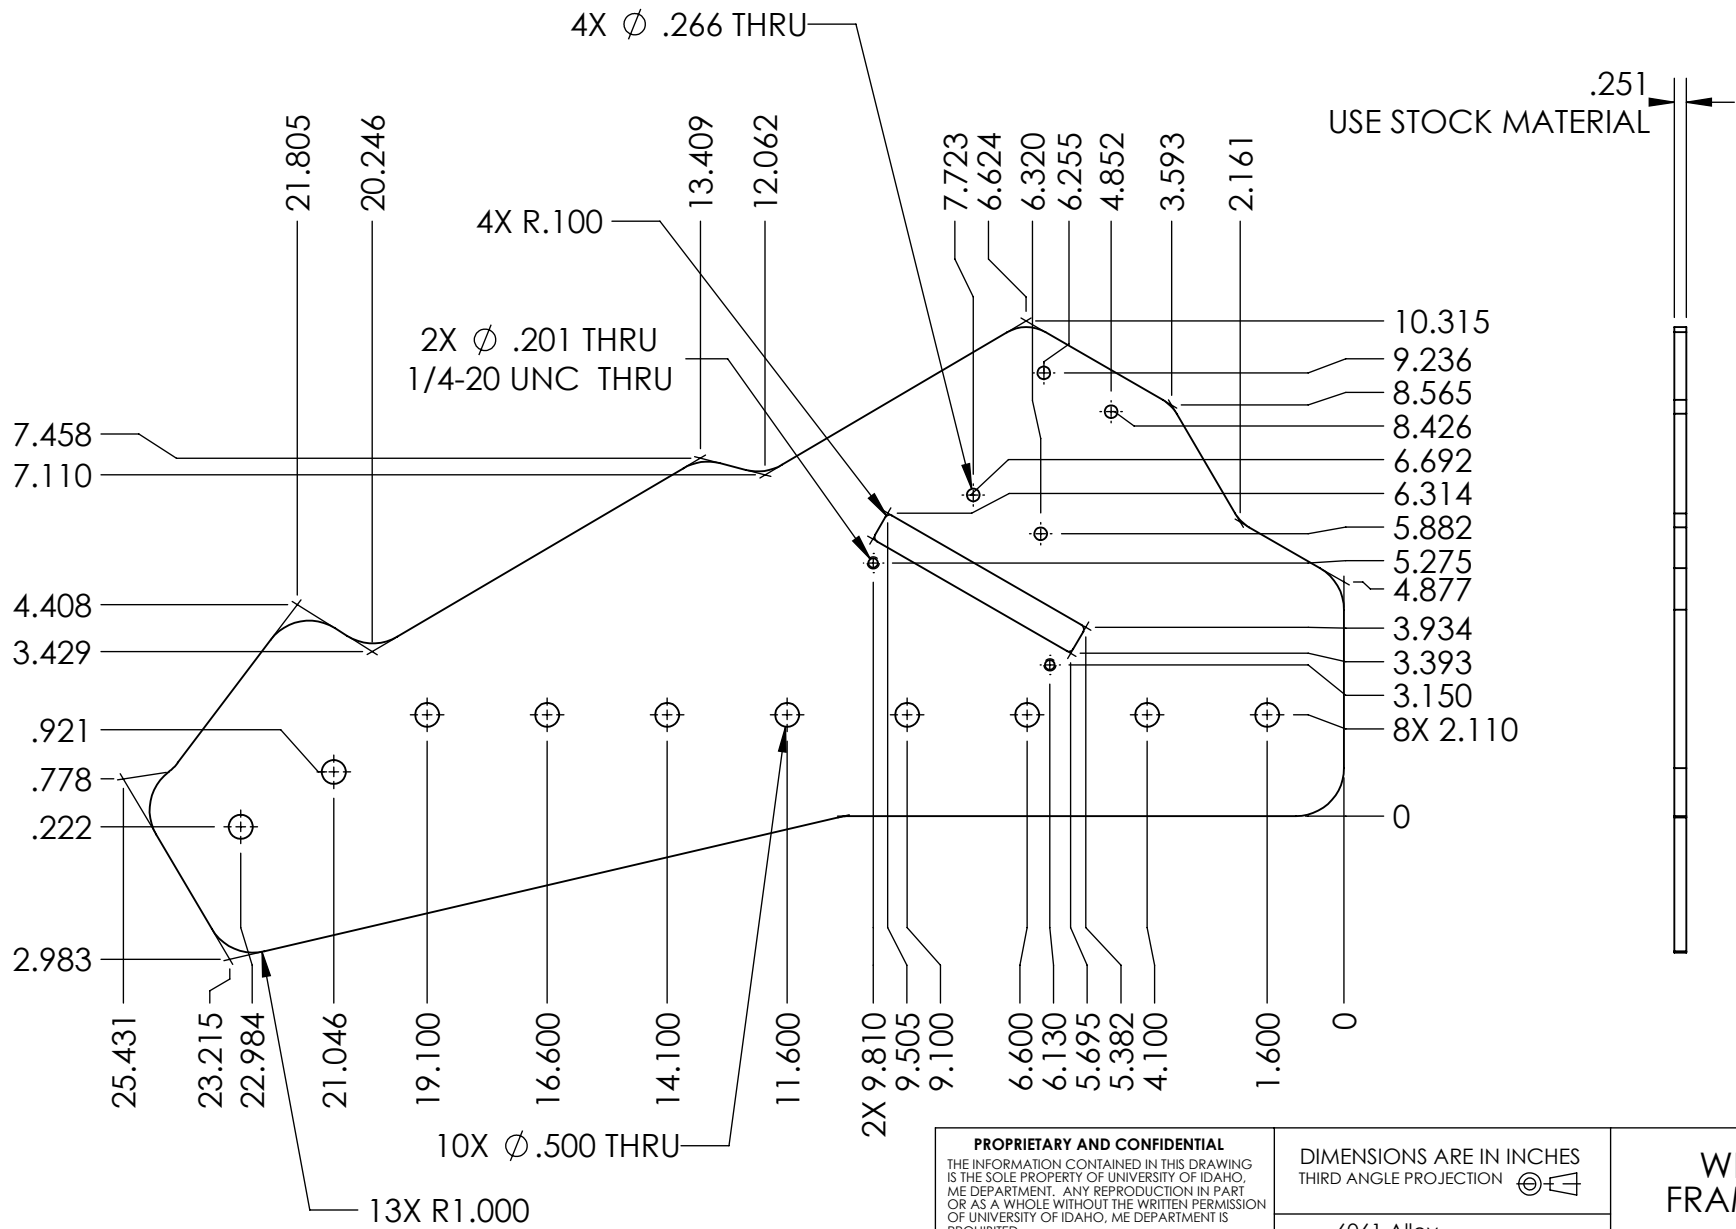 4X ∅ .266 THRU
.251
USE STOCK MATERIAL
21.805
20.246
13.409
12.062
7.723
6.624
6.320
6.255
4.852
3.593
2.161
4X R.100
2X ∅ .201 THRU
1/4-20 UNC THRU
7.458
7.110
4.408
3.429
.921
.778
.222
2.983
10.315
9.236
8.565
8.426
6.692
6.314
5.882
5.275
4.877
3.934
3.393
3.150
8X 2.110
0
25.431
23.215
22.984
21.046
19.100
16.600
14.100
11.600
2X 9.810
9.505
9.100
6.600
6.130
5.695
5.382
4.100
1.600
0
10X ∅ .500 THRU
13X R1.000
PROPRIETARY AND CONFIDENTIAL
THE INFORMATION CONTAINED IN THIS DRAWING
IS THE SOLE PROPERTY OF UNIVERSITY OF IDAHO,
ME DEPARTMENT. ANY REPRODUCTION IN PART
OR AS A WHOLE WITHOUT THE WRITTEN PERMISSION
OF UNIVERSITY OF IDAHO, ME DEPARTMENT IS
PROHIBITED
DIMENSIONS ARE IN INCHES
THIRD ANGLE PROJECTION
6061 Alloy